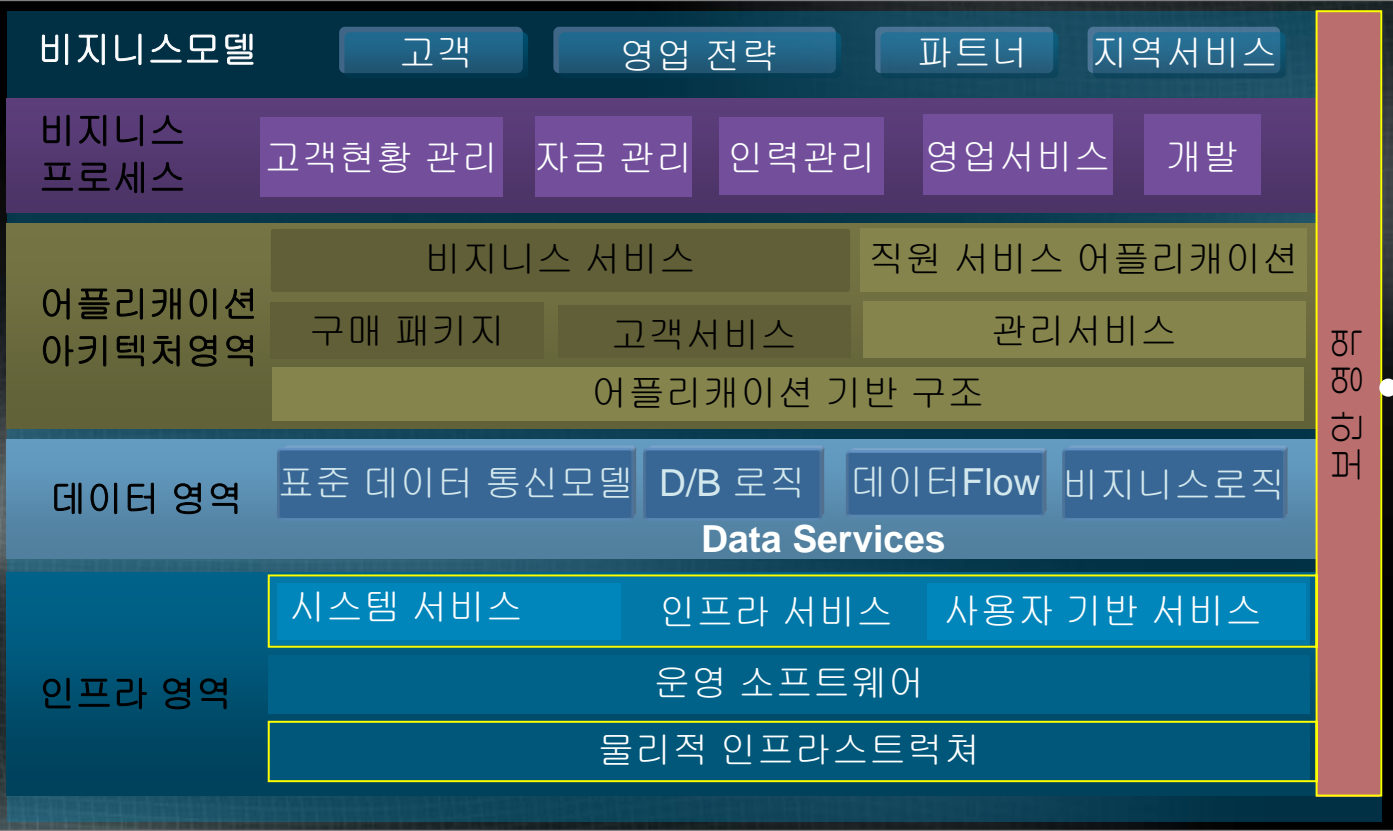 비지니스모델
고객
영업 전략
파트너
지역서비스
비지니스
프로세스
고객현황 관리
자금 관리
인력관리
영업서비스
개발
어플리캐이션
아키텍처영역
비지니스 서비스
직원 서비스 어플리캐이션
구매 패키지
고객서비스
관리서비스
어플리캐이션 기반 구조
데이터 영역
표준 데이터 통신모델
D/B 로직
데이터Flow
비지니스로직
Data Services
인프라 영역
시스템 서비스
인프라 서비스
사용자 기반 서비스
운영 소프트웨어
물리적 인프라스트럭쳐
보안 영역